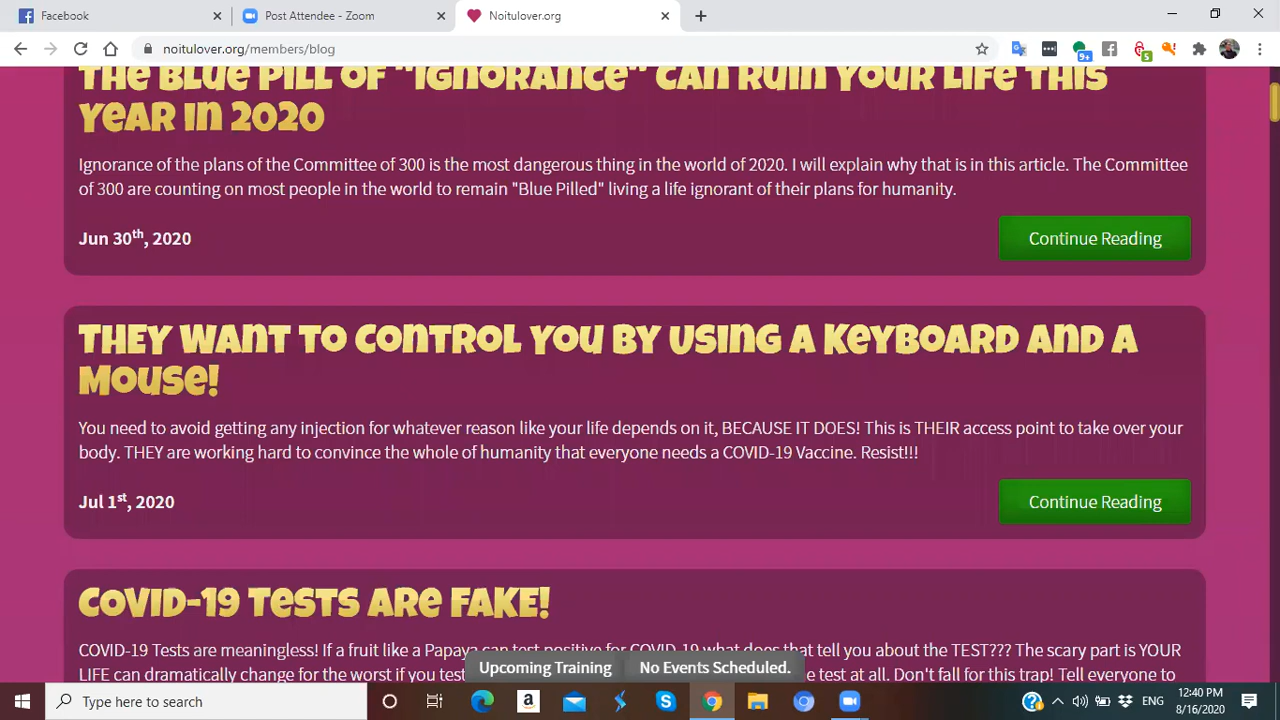 Facebook
Post Attendee - Zoom
Noitulover.org
noitulover.org/members/blog
9+
5
THE BLUE PILL OF "IGNORANCE" CAN RUIN YOUR LIFE THIS
YEAR IN 2020
Ignorance of the plans of the Committee of 300 is the most dangerous thing in the world of 2020. I will explain why that is in this article. The Committee
of 300 are counting on most people in the world to remain "Blue Pilled" living a life ignorant of their plans for humanity.
Jun 30th, 2020
Continue Reading
THEY WANT TO CONTROL YOU BY USING A KEYBOARD AND A
MOUSE!
You need to avoid getting any injection for whatever reason like your life depends on it, BECAUSE IT DOES! This is THEIR access point to take over your
body. THEY are working hard to convince the whole of humanity that everyone needs a COVID-19 Vaccine. Resist!!!
Jul 1st, 2020
Continue Reading
COVID-19 TESTS ARE FAKE!
COVID-19 Tests are meaningless! If a fruit like a Papaya can test positive for COVID-19 what does that tell you about the TEST??? The scary part is YOUR
LIFE can dramatically change for the worse if you test the test at all. Don't fall for this trap! Tell everyone to
Upcoming Training No Events Scheduled.
Type here to search
ENG
12:40 PM
8/16/2020